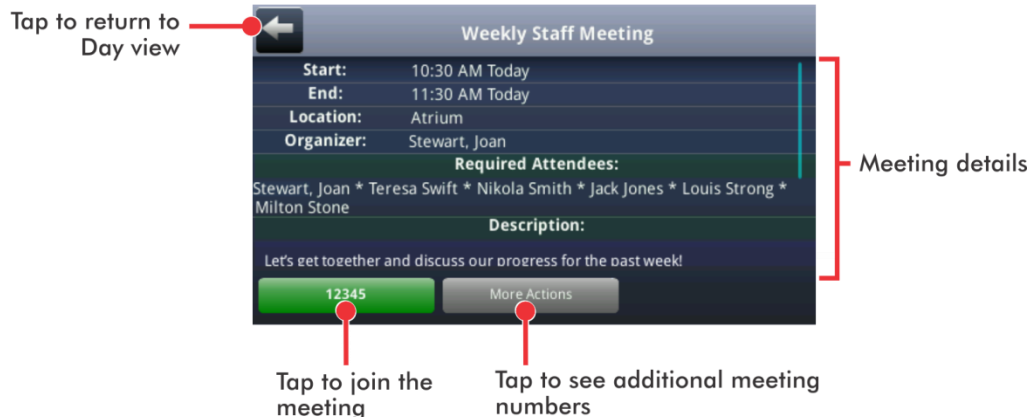 Tap to return to
Day view
Weekly Staff Meeting
Start: 10:30 AM Today
End: 11:30 AM Today
Location: Atrium
Organizer: Stewart, Joan
Required Attendees:
Stewart, Joan * Teresa Swift * Nikola Smith * Jack Jones * Louis Strong *
Milton Stone
Description:
Let's get together and discuss our progress for the past week!
Meeting details
12345
More Actions
Tap to join the
meeting
Tap to see additional meeting
numbers